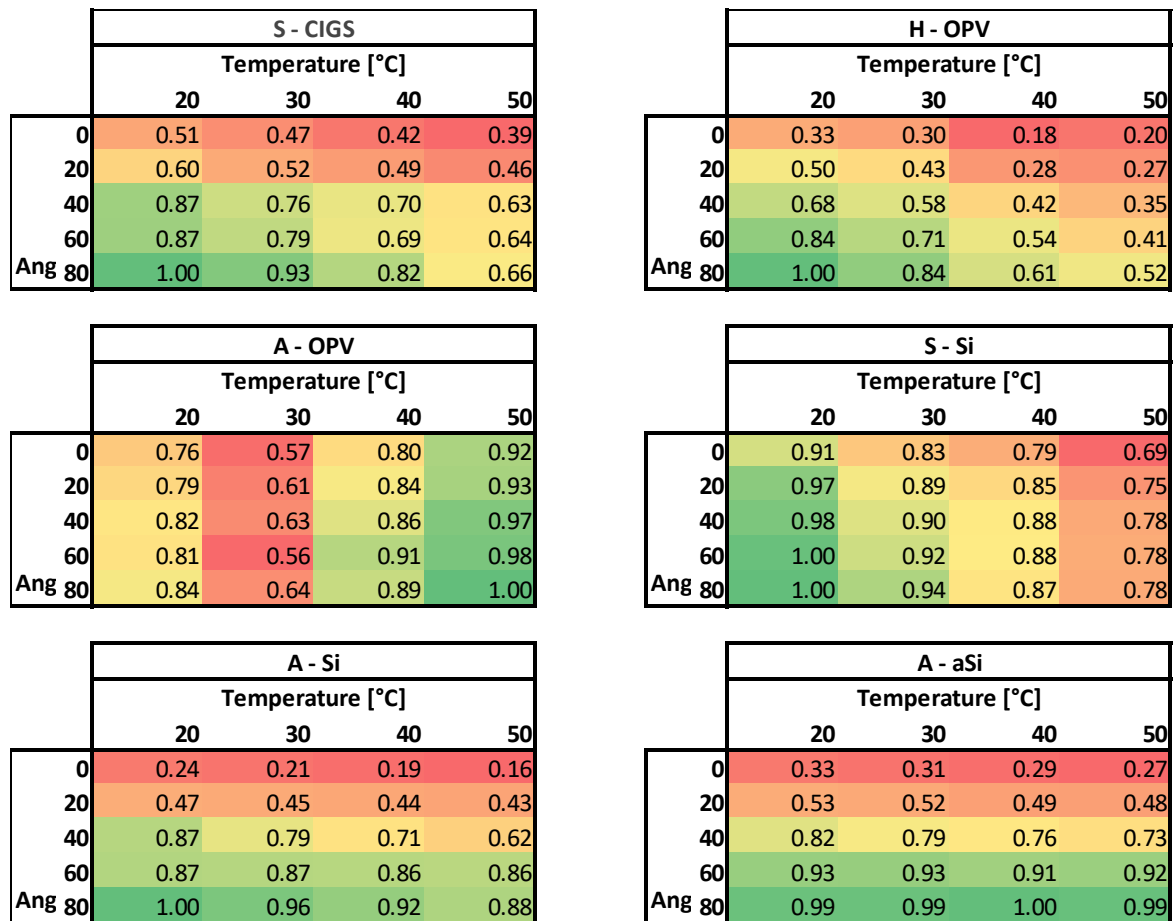 S - CIGS
Temperature [°C]
20 30 40 50
0 0.51 0.47 0.42 0.39
20 0.60 0.52 0.49 0.46
40 0.87 0.76 0.70 0.63
60 0.87 0.79 0.69 0.64
Ang 80 1.00 0.93 0.82 0.66
H - OPV
Temperature [°C]
20 30 40 50
0 0.33 0.30 0.18 0.20
20 0.50 0.43 0.28 0.27
40 0.68 0.58 0.42 0.35
60 0.84 0.71 0.54 0.41
Ang 80 1.00 0.84 0.61 0.52
A - OPV
Temperature [°C]
20 30 40 50
0 0.76 0.57 0.80 0.92
20 0.79 0.61 0.84 0.93
40 0.82 0.63 0.86 0.97
60 0.81 0.56 0.91 0.98
Ang 80 0.84 0.64 0.89 1.00
S - Si
Temperature [°C]
20 30 40 50
0 0.91 0.83 0.79 0.69
20 0.97 0.89 0.85 0.75
40 0.98 0.90 0.88 0.78
60 1.00 0.92 0.88 0.78
Ang 80 1.00 0.94 0.87 0.78
A - Si
Temperature [°C]
20 30 40 50
0 0.24 0.21 0.19 0.16
20 0.47 0.45 0.44 0.43
40 0.87 0.79 0.71 0.62
60 0.87 0.87 0.86 0.86
Ang 80 1.00 0.96 0.92 0.88
A - aSi
Temperature [°C]
20 30 40 50
0 0.33 0.31 0.29 0.27
20 0.53 0.52 0.49 0.48
40 0.82 0.79 0.76 0.73
60 0.93 0.93 0.91 0.92
Ang 80 0.99 0.99 1.00 0.99